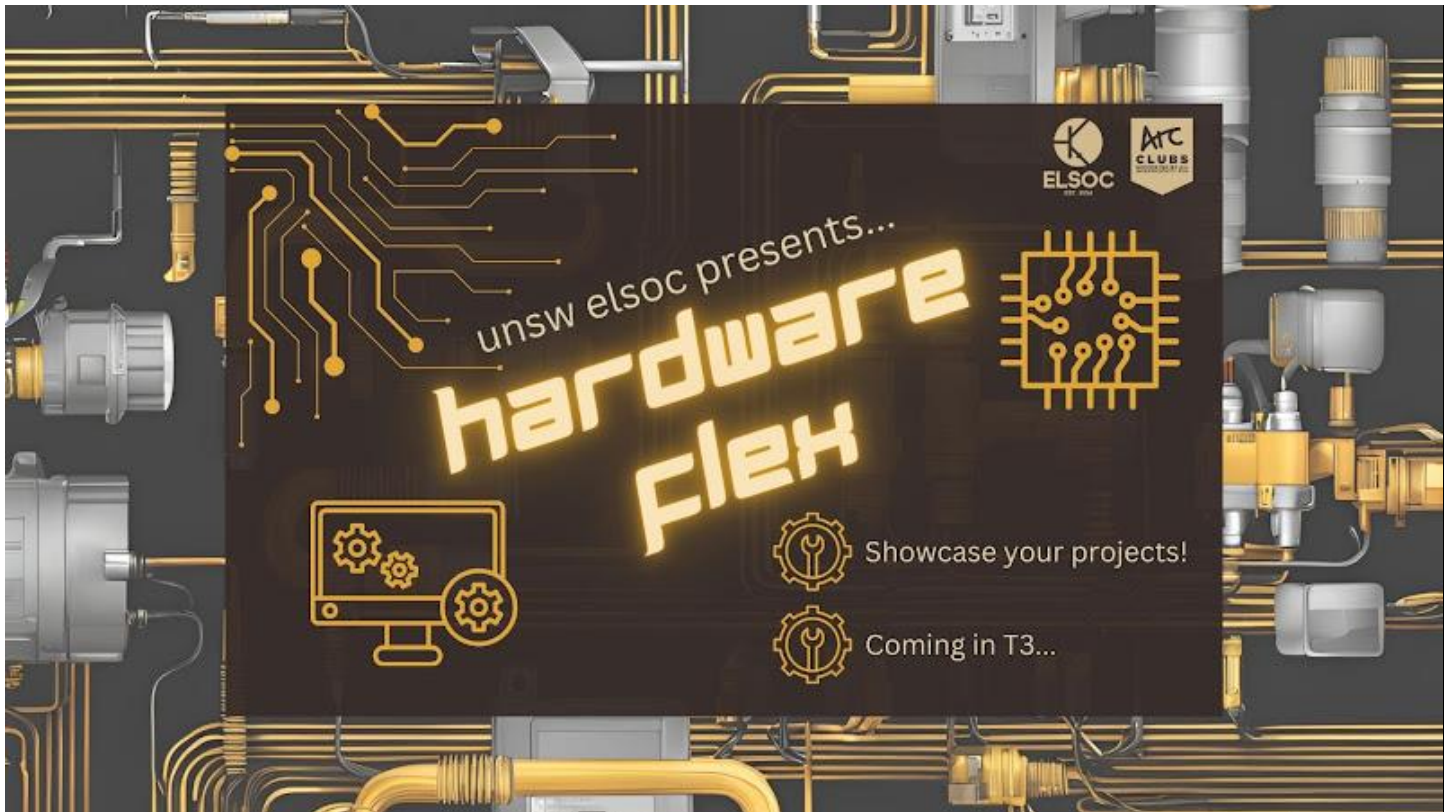 ELSOC
Arc
CLUBS
unsw elsoc presents...
hardware
flex
Showcase your projects!
Coming in T3...